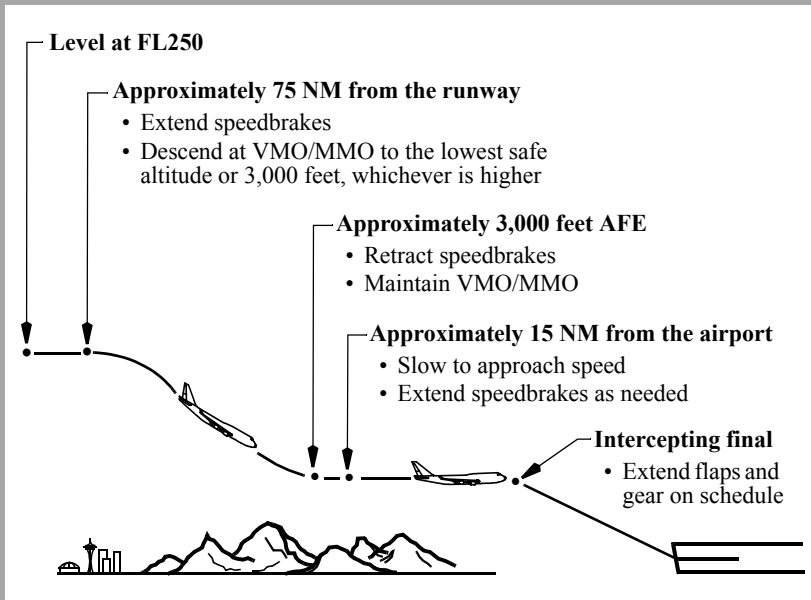 Level at FL250
Approximately 75 NM from the runway
• Extend speedbrakes
• Descend at VMO/MMO to the lowest safe
altitude or 3,000 feet, whichever is higher
Approximately 3,000 feet AFE
• Retract speedbrakes
• Maintain VMO/MMO
Approximately 15 NM from the airport
• Slow to approach speed
• Extend speedbrakes as needed
Intercepting final
• Extend flaps and
gear on schedule